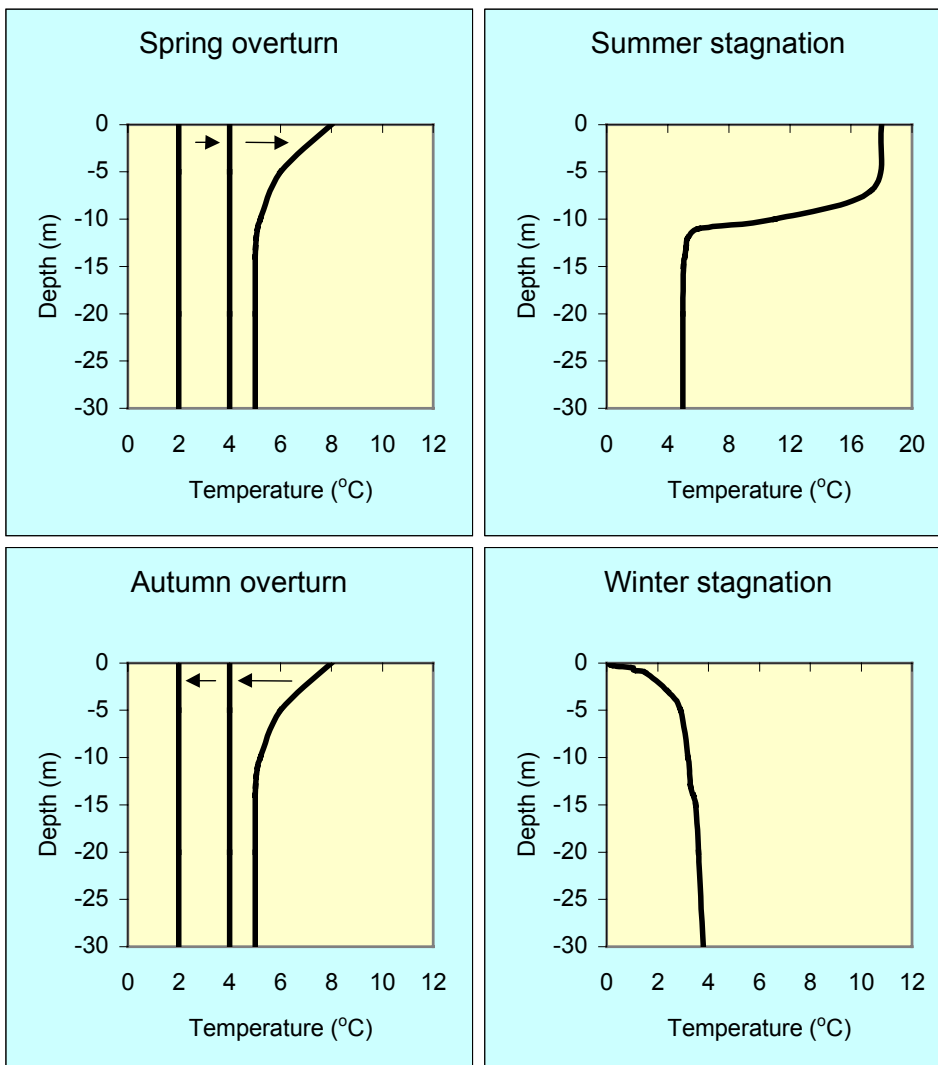 Spring overturn
0
-5
-10
-15
-20
-25
-30
Depth (m)
0 2 4 6 8 10 12
Temperature (°C)
Summer stagnation
0
-5
-10
-15
-20
-25
-30
Depth (m)
0 4 8 12 16 20
Temperature (°C)
Autumn overturn
0
-5
-10
-15
-20
-25
-30
Depth (m)
0 2 4 6 8 10 12
Temperature (°C)
Winter stagnation
0
-5
-10
-15
-20
-25
-30
Depth (m)
0 2 4 6 8 10 12
Temperature (°C)